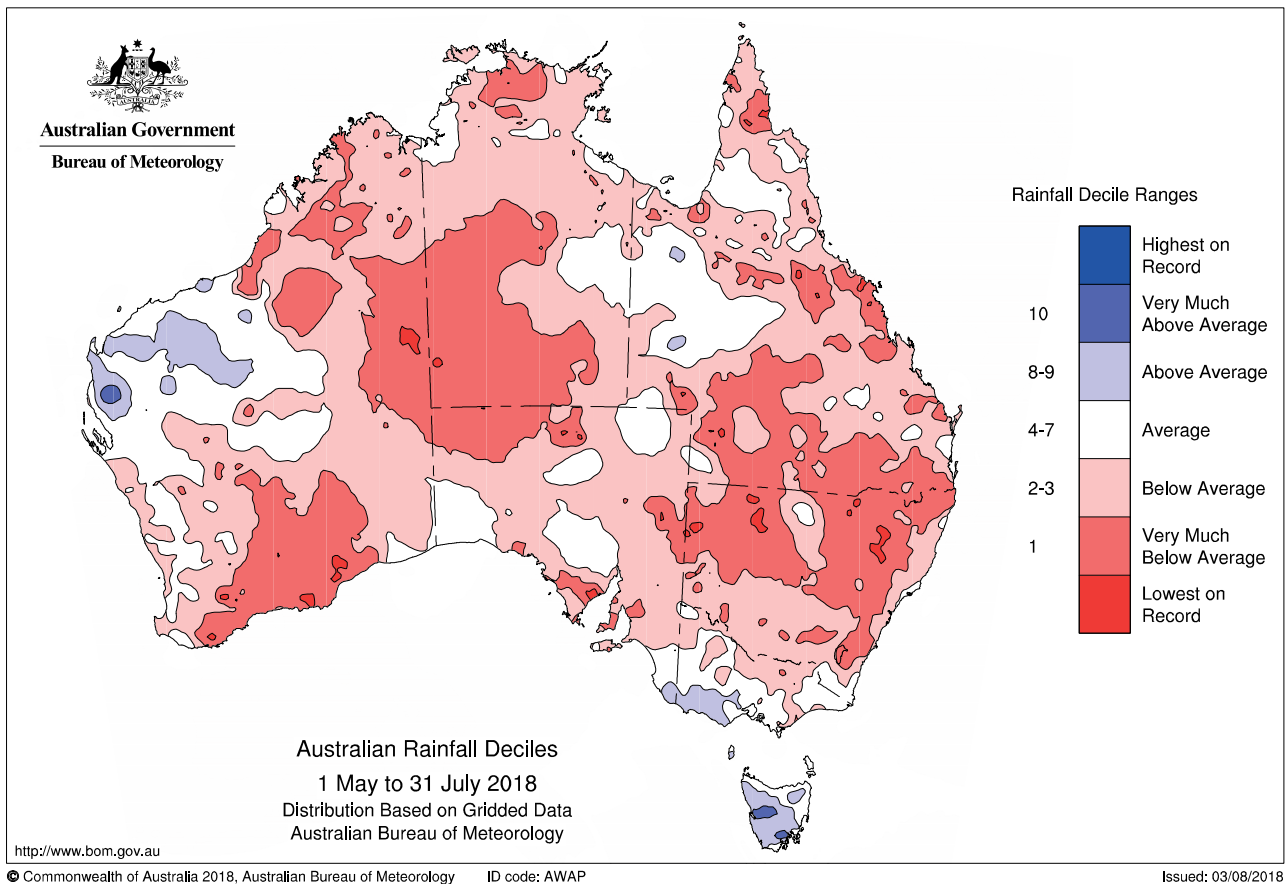 AUSTRALIA
Australian Government
Bureau of Meteorology
Rainfall Decile Ranges
Highest on
Record
10
Very Much
Above Average
8-9
Above Average
4-7
Average
2-3
Below Average
1
Very Much
Below Average
Lowest on
Record
Australian Rainfall Deciles
1 May to 31 July 2018
Distribution Based on Gridded Data
Australian Bureau of Meteorology
http://www.bom.gov.au
© Commonwealth of Australia 2018, Australian Bureau of Meteorology ID code: AWAP Issued: 03/08/2018